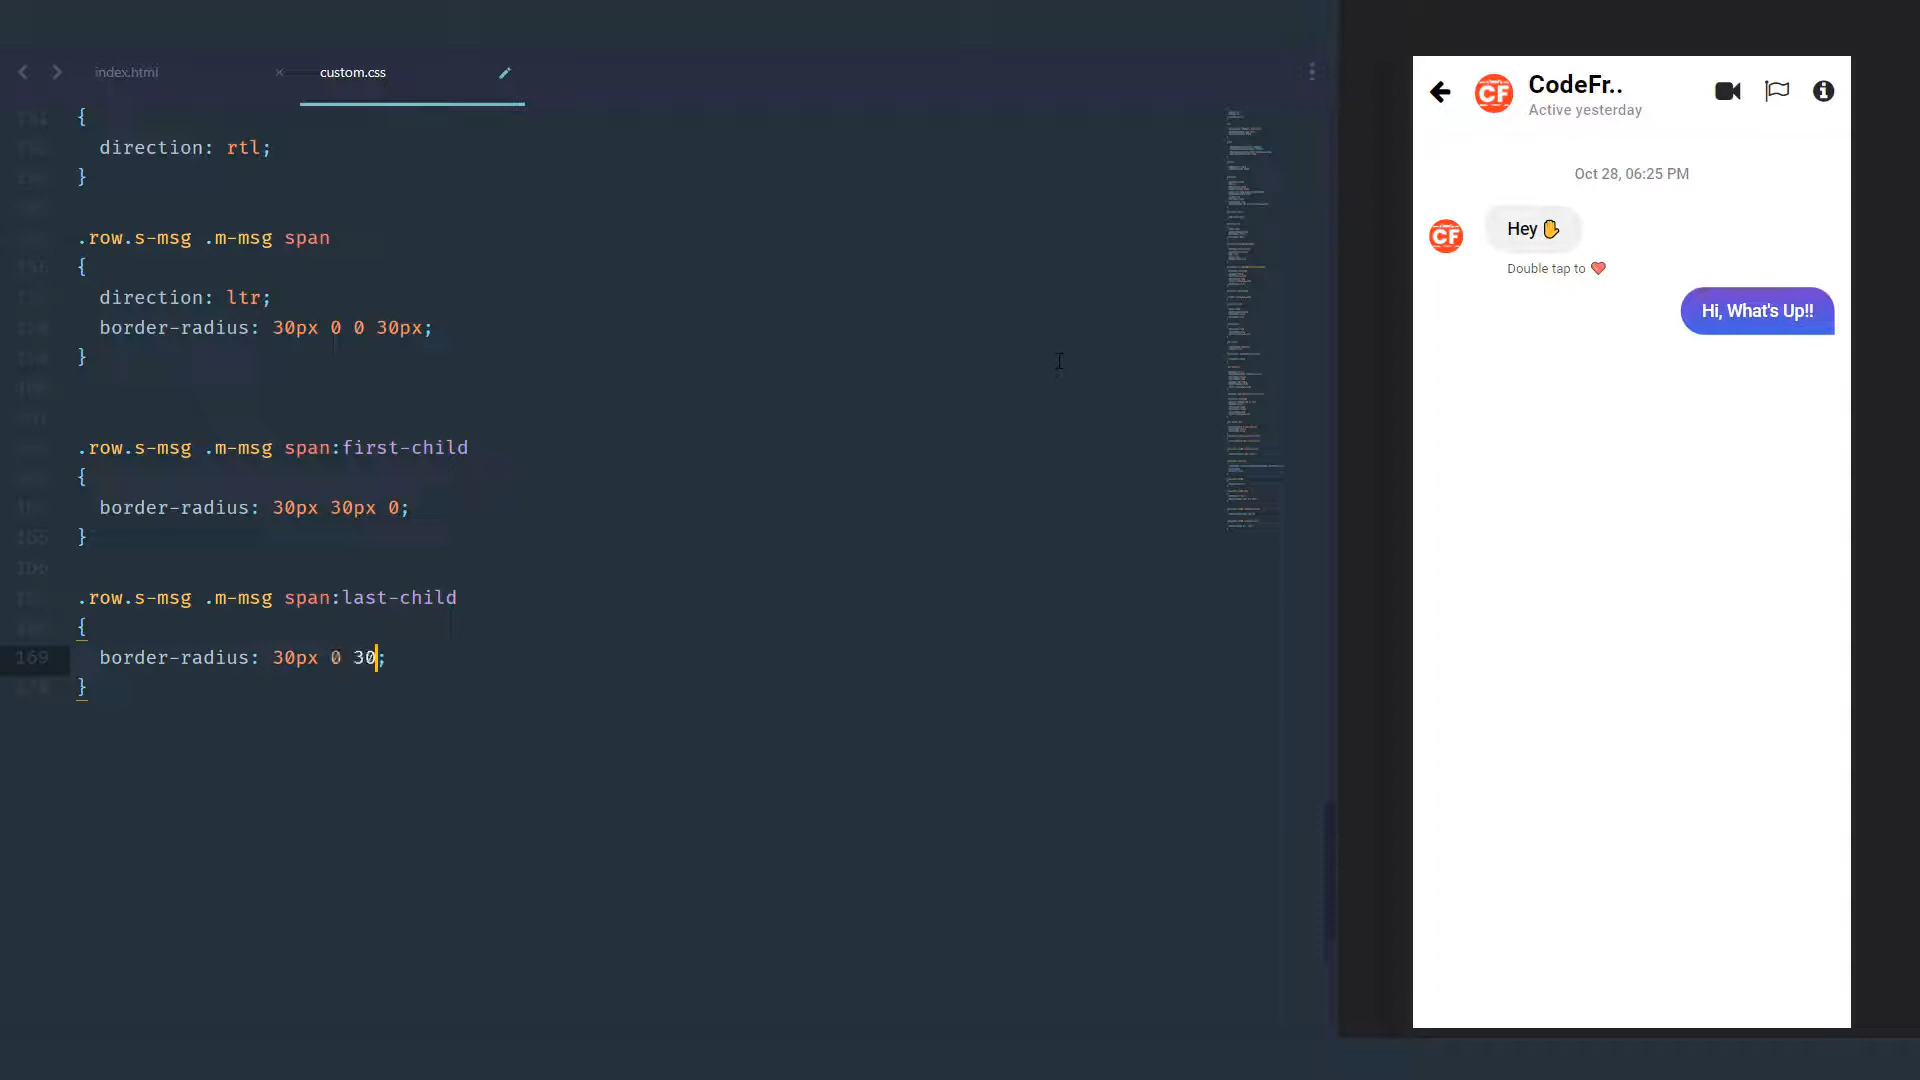 index.html
×
custom.css
{
direction: rtl;
}
.row.s-msg .m-msg span
{
direction: ltr;
border-radius: 30px 0 0 30px;
}
.row.s-msg .m-msg span:first-child
{
border-radius: 30px 30px 0;
}
.row.s-msg .m-msg span:last-child
{
169 border-radius: 30px 0 30;
}
CF
CodeFr..
Active yesterday
Oct 28, 06:25 PM
CF
Hey ✋
Double tap to ❤
Hi, What's Up!!